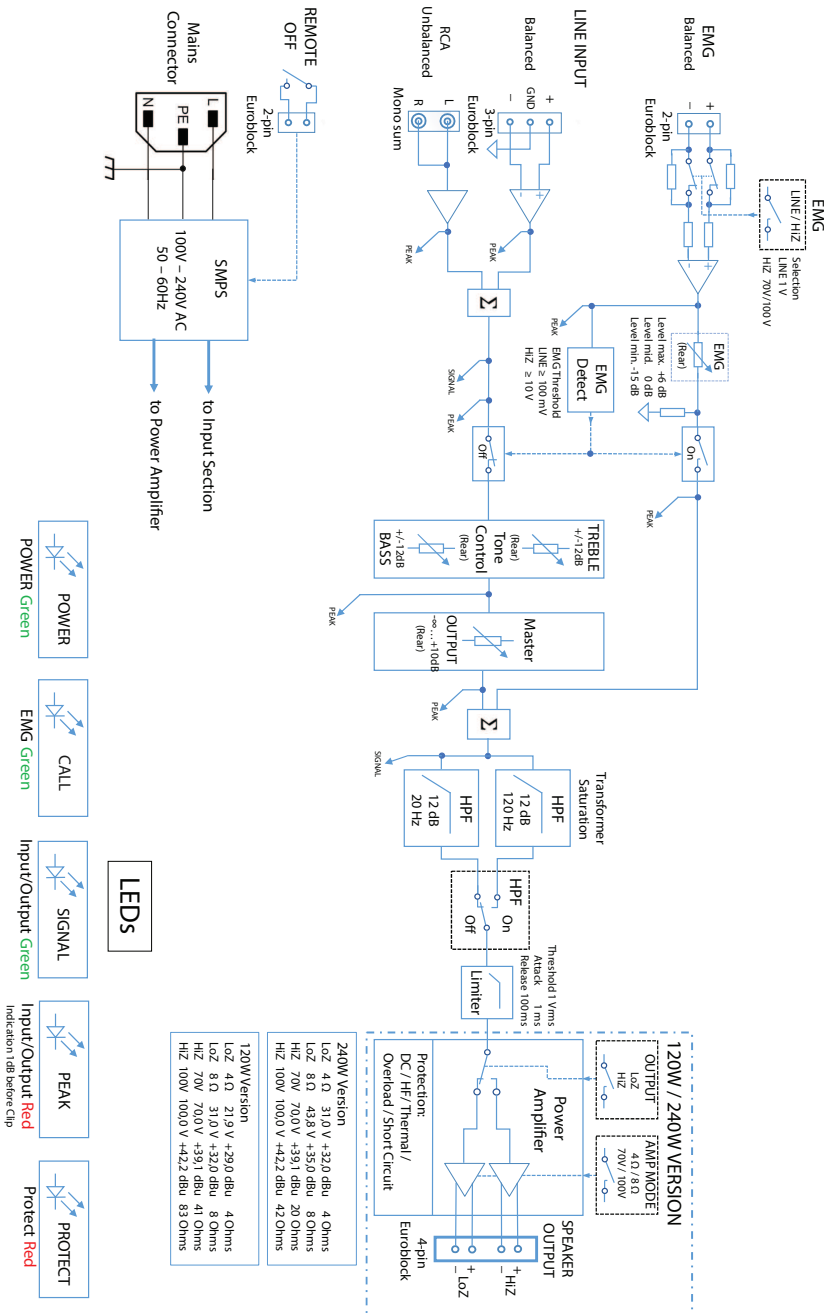 EMG
LINE / HiZ
Selection
LINE 1 V
HiZ 70V/100 V
EMG
Balanced
+
−
2-pin
Euroblock
+
−
EMG
(Rear)
Level max. +6 dB
Level mid. 0 dB
Level min. -15 dB
On
PEAK
PEAK
EMG
Detect
EMG Threshold
LINE ≥ 100 mV
HiZ ≥ 10 V
LINE INPUT
Balanced
+
GND
−
3-pin
Euroblock
+
−
PEAK
RCA
Unbalanced
L
R
Mono sum
PEAK
Σ
SIGNAL
PEAK
Off
TREBLE
+/-12dB
(Rear)
Tone
Control
(Rear)
+/-12dB
BASS
PEAK
Master
OUTPUT
-∞ ... +10dB
(Rear)
PEAK
Σ
SIGNAL
Transformer
Saturation
HPF
12 dB
120 Hz
HPF
12 dB
20 Hz
HPF
On
Off
Threshold 1 Vrms
Attack 1 ms
Release 100 ms
Limiter
120W / 240W VERSION
OUTPUT
LoZ
HiZ
AMP MODE
4 Ω / 8 Ω
70V / 100V
Power
Amplifier
Protection:
DC / HF / Thermal /
Overload / Short Circuit
SPEAKER
OUTPUT
+
−
HiZ
+
−
LoZ
4-pin
Euroblock
REMOTE
OFF
2-pin
Euroblock
Mains
Connector
L
PE
N
SMPS
100V – 240V AC
50 – 60Hz
to Input Section
to Power Amplifier
240W Version
LoZ 4 Ω 31,0 V +32,0 dBu 4 Ohms
LoZ 8 Ω 43,8 V +35,0 dBu 8 Ohms
HiZ 70V 70,0 V +39,1 dBu 20 Ohms
HiZ 100V 100,0 V +42,2 dBu 42 Ohms
120W Version
LoZ 4 Ω 21,9 V +29,0 dBu 4 Ohms
LoZ 8 Ω 31,0 V +32,0 dBu 8 Ohms
HiZ 70V 70,0 V +39,1 dBu 41 Ohms
HiZ 100V 100,0 V +42,2 dBu 83 Ohms
LEDs
POWER
POWER Green
CALL
EMG Green
SIGNAL
Input/Output Green
PEAK
Input/Output Red
Indication 1dB before Clip
PROTECT
Protect Red